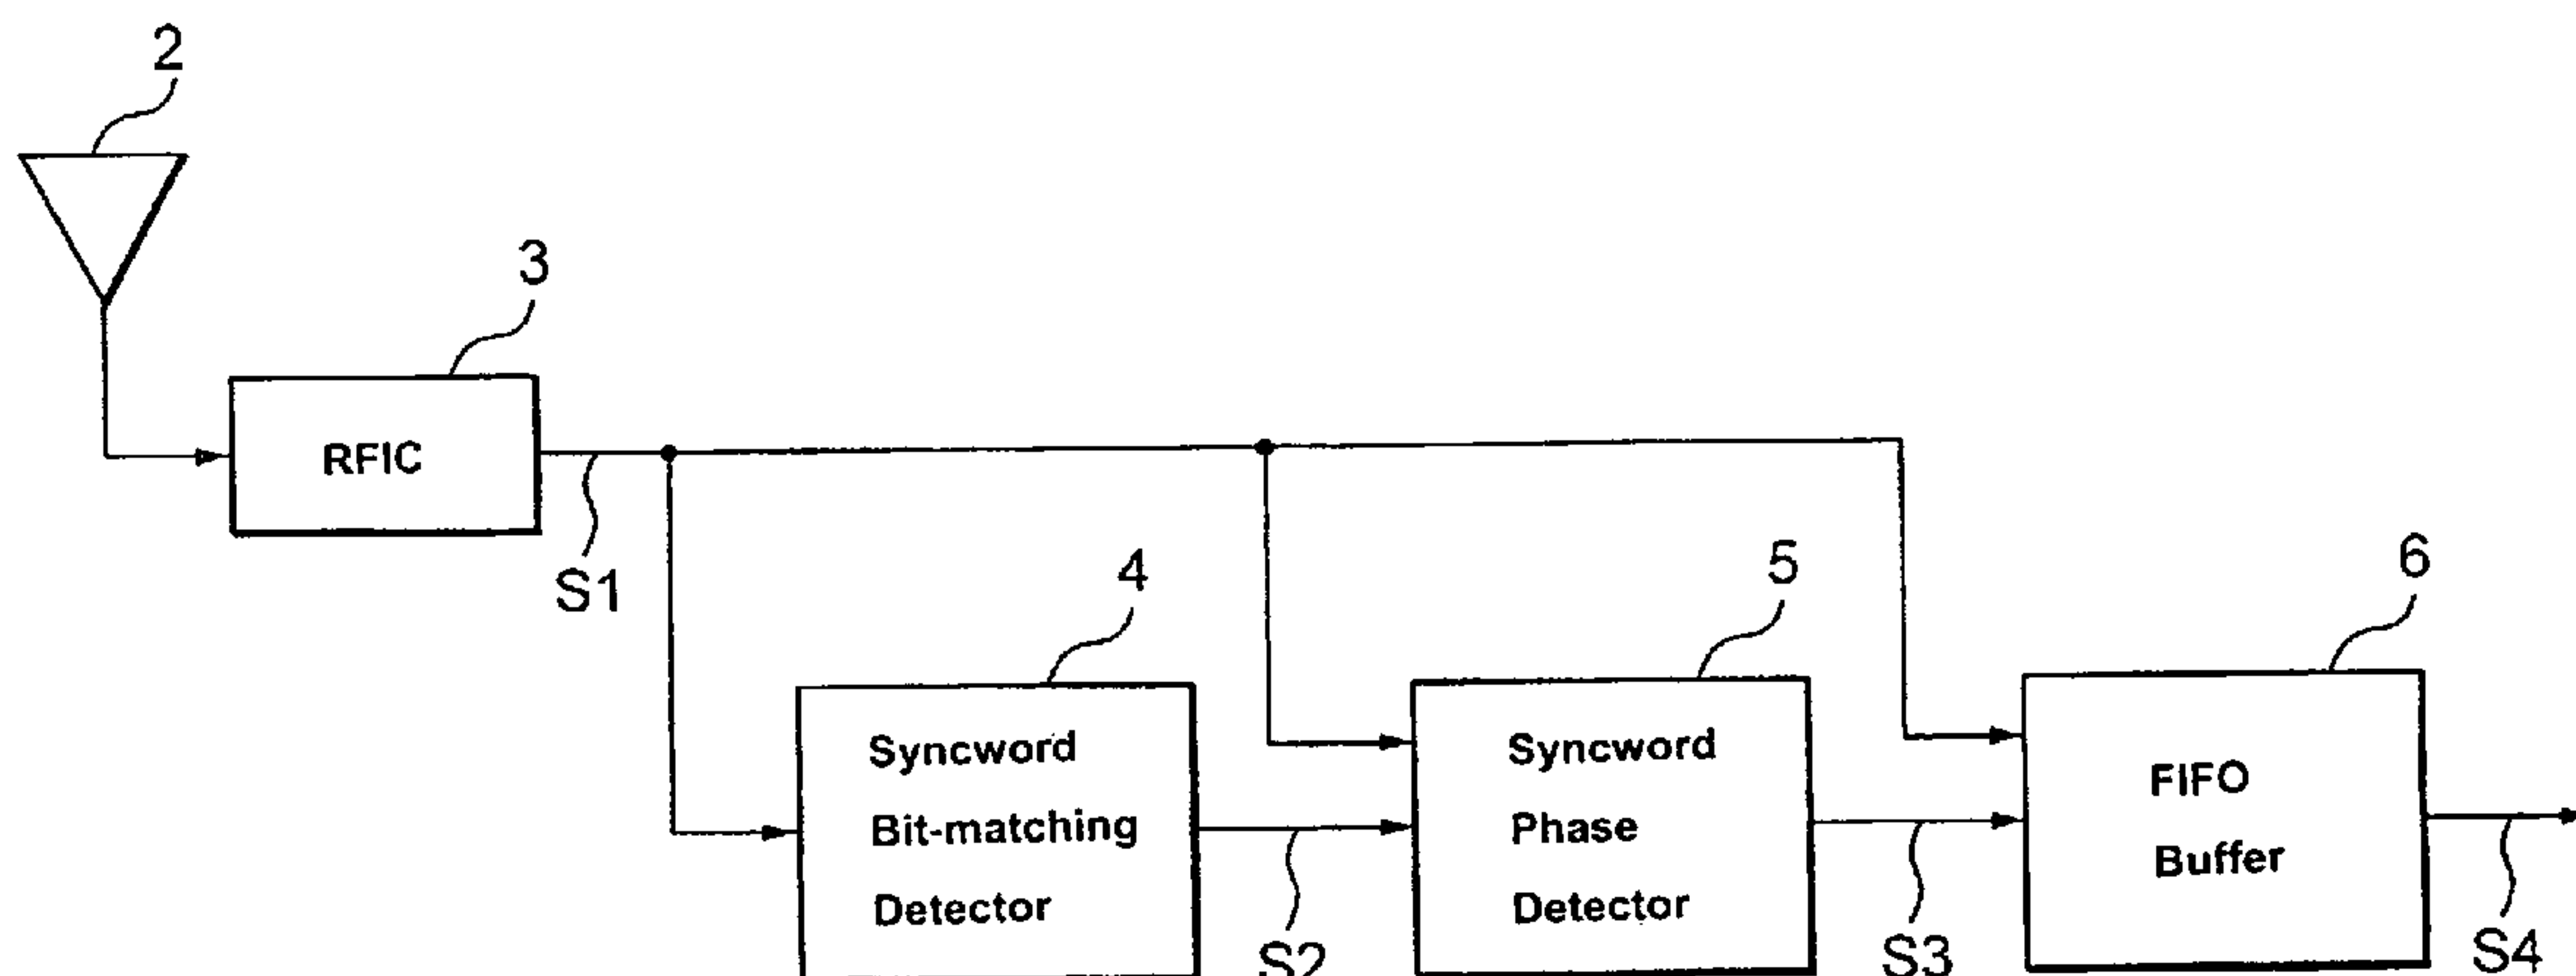 2
3
RFIC
S1
4
5
6
Syncword
Bit-matching
Detector
Syncword
Phase
Detector
FIFO
Buffer
S2
S3
S4